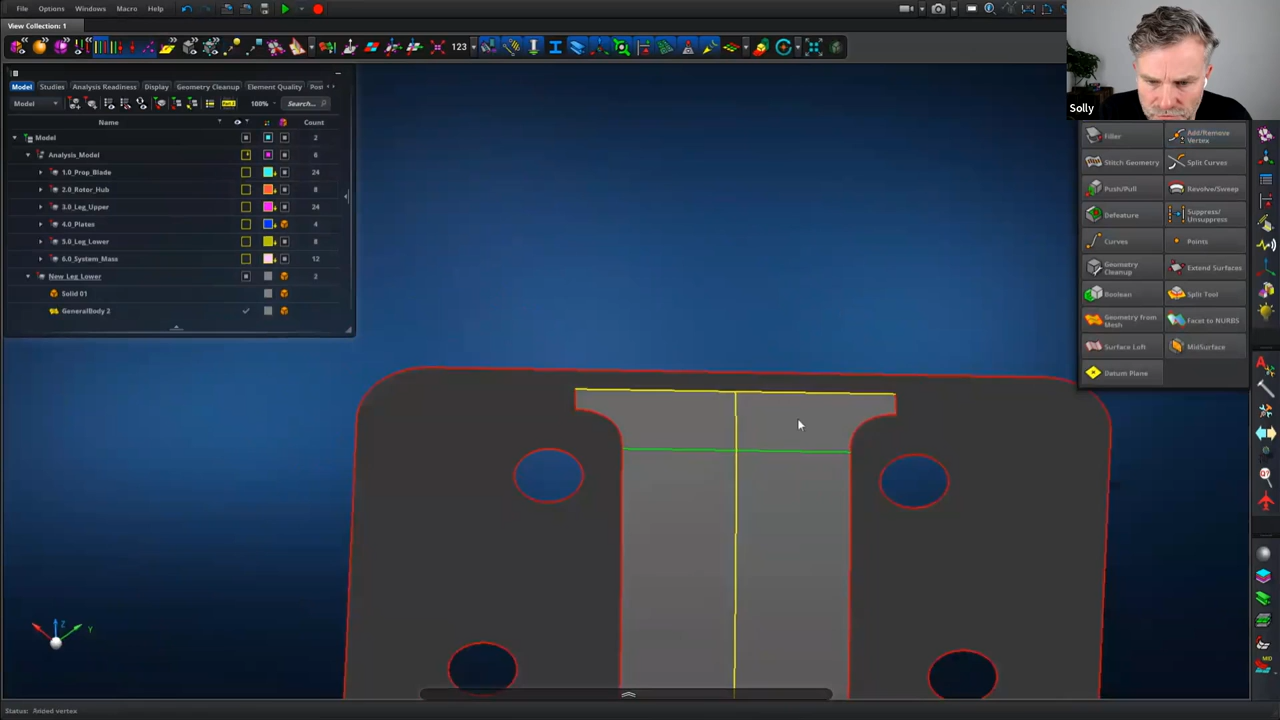 File Options Windows Macro Help
View Collection: 1
123
Solly
Model Studies Analysis Readiness Display Geometry Cleanup Element Quality
Model 100% Search...
Name Count
Model 2
Analysis_Model 6
1.0_Prop_Blade 24
2.0_Rotor_Hub 8
3.0_Leg_Upper 24
4.0_Plates 4
5.0_Leg_Lower 8
6.0_System_Mass 12
New_Leg_Lower 2
Solid 01
GeneralBody 2
Filler Add/Remove Vertex
Stitch Geometry Split Curves
Push/Pull Revolve/Sweep
Defeature Suppress/ Unsuppress
Curves Points
Geometry Cleanup Extend Surfaces
Boolean Split Tool
Geometry from Mesh Facet to NURBS
Surface Loft MidSurface
Datum Plane
MID
Z
Y
Status: Added vertex